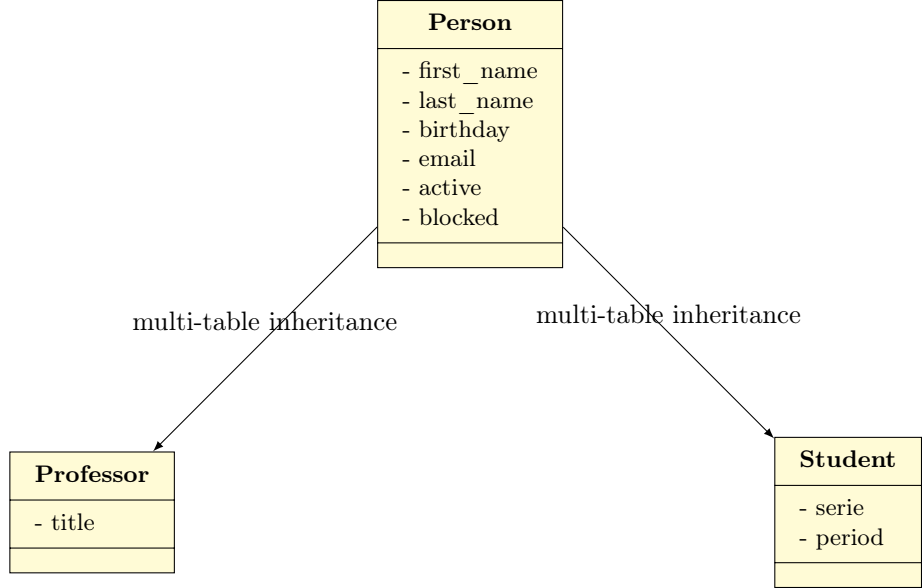 Person
- first_name
- last_name
- birthday
- email
- active
- blocked
multi-table inheritance
multi-table inheritance
Professor
- title
Student
- serie
- period